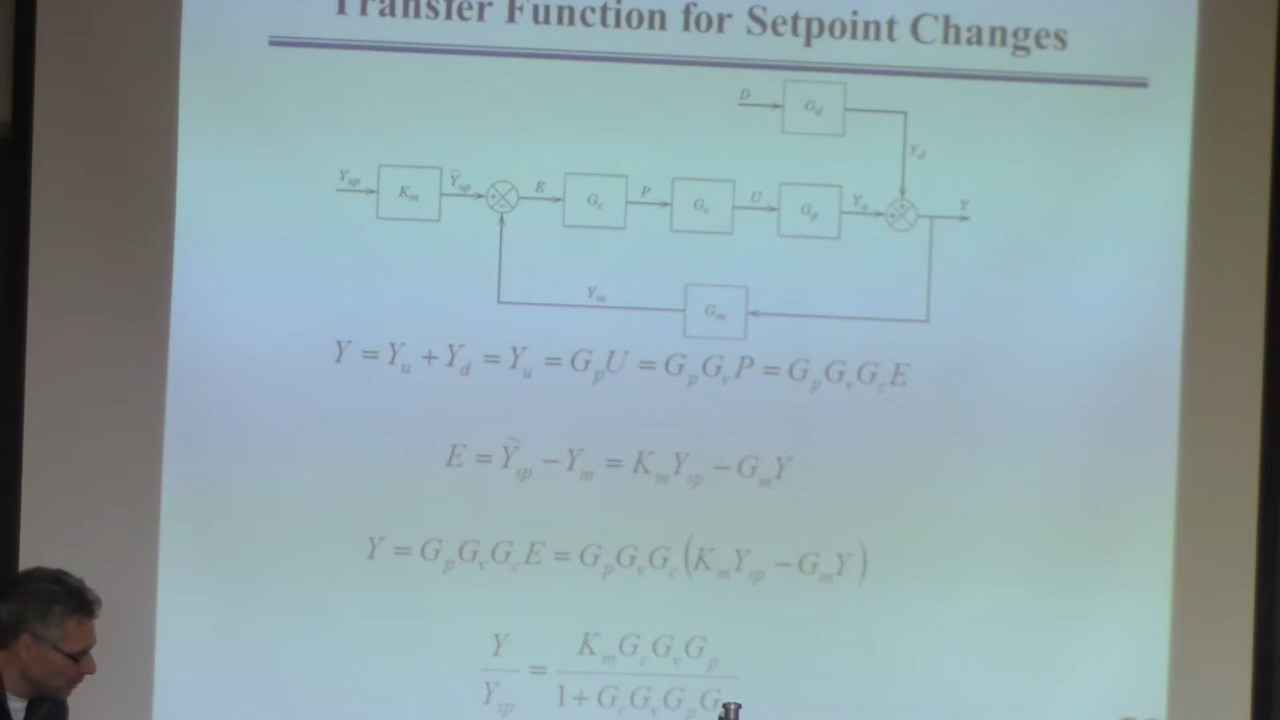 Transfer Function for Setpoint Changes
D G_d
Y_d
Y_sp K_m Ỹ_sp E G_c P G_v U G_p Y_u Y
Y_m G_m
Y = Y_u + Y_d = Y_u = G_p U = G_p G_v P = G_p G_v G_c E
E = Ỹ_sp − Y_m = K_m Y_sp − G_m Y
Y = G_p G_v G_c E = G_p G_v G_c (K_m Y_sp − G_m Y)
Y / Y_sp = K_m G_c G_v G_p / 1 + G_c G_v G_p G